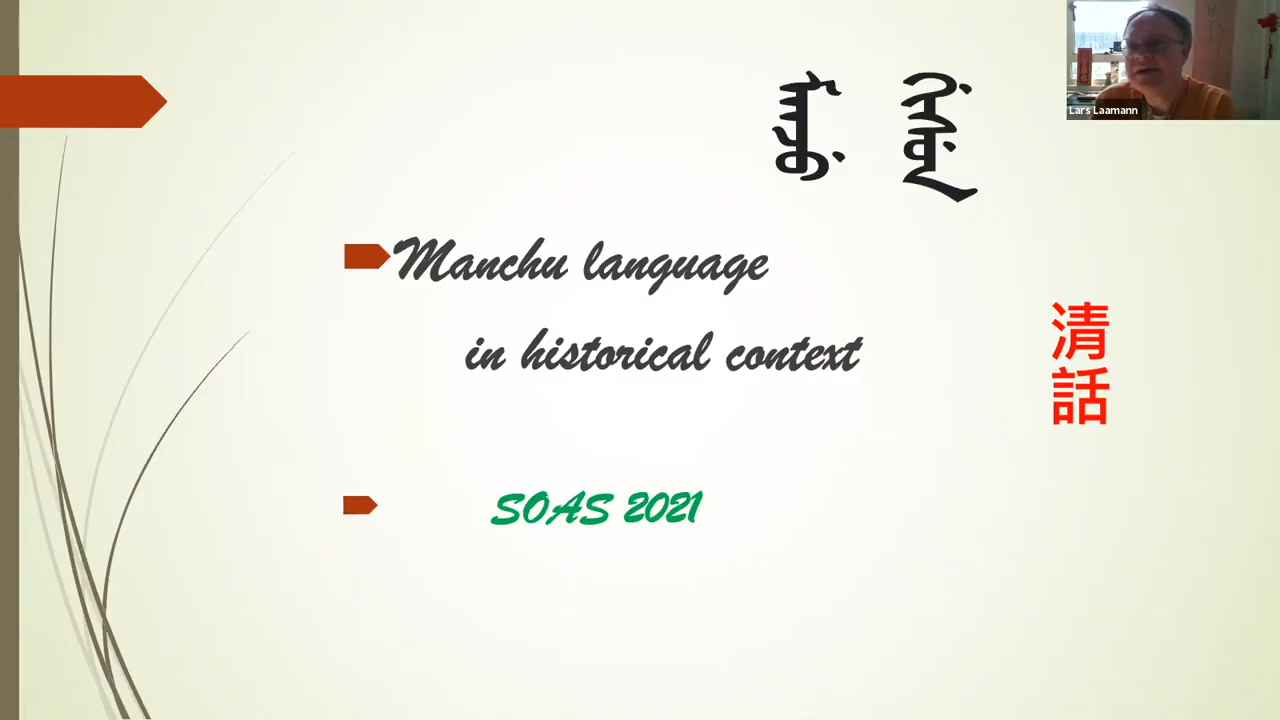 ᠮᠠᠨᠵᡠ
ᡤᡳᠰᡠᠨ
Manchu language
in historical context
清話
SOAS 2021
Lars Laamann